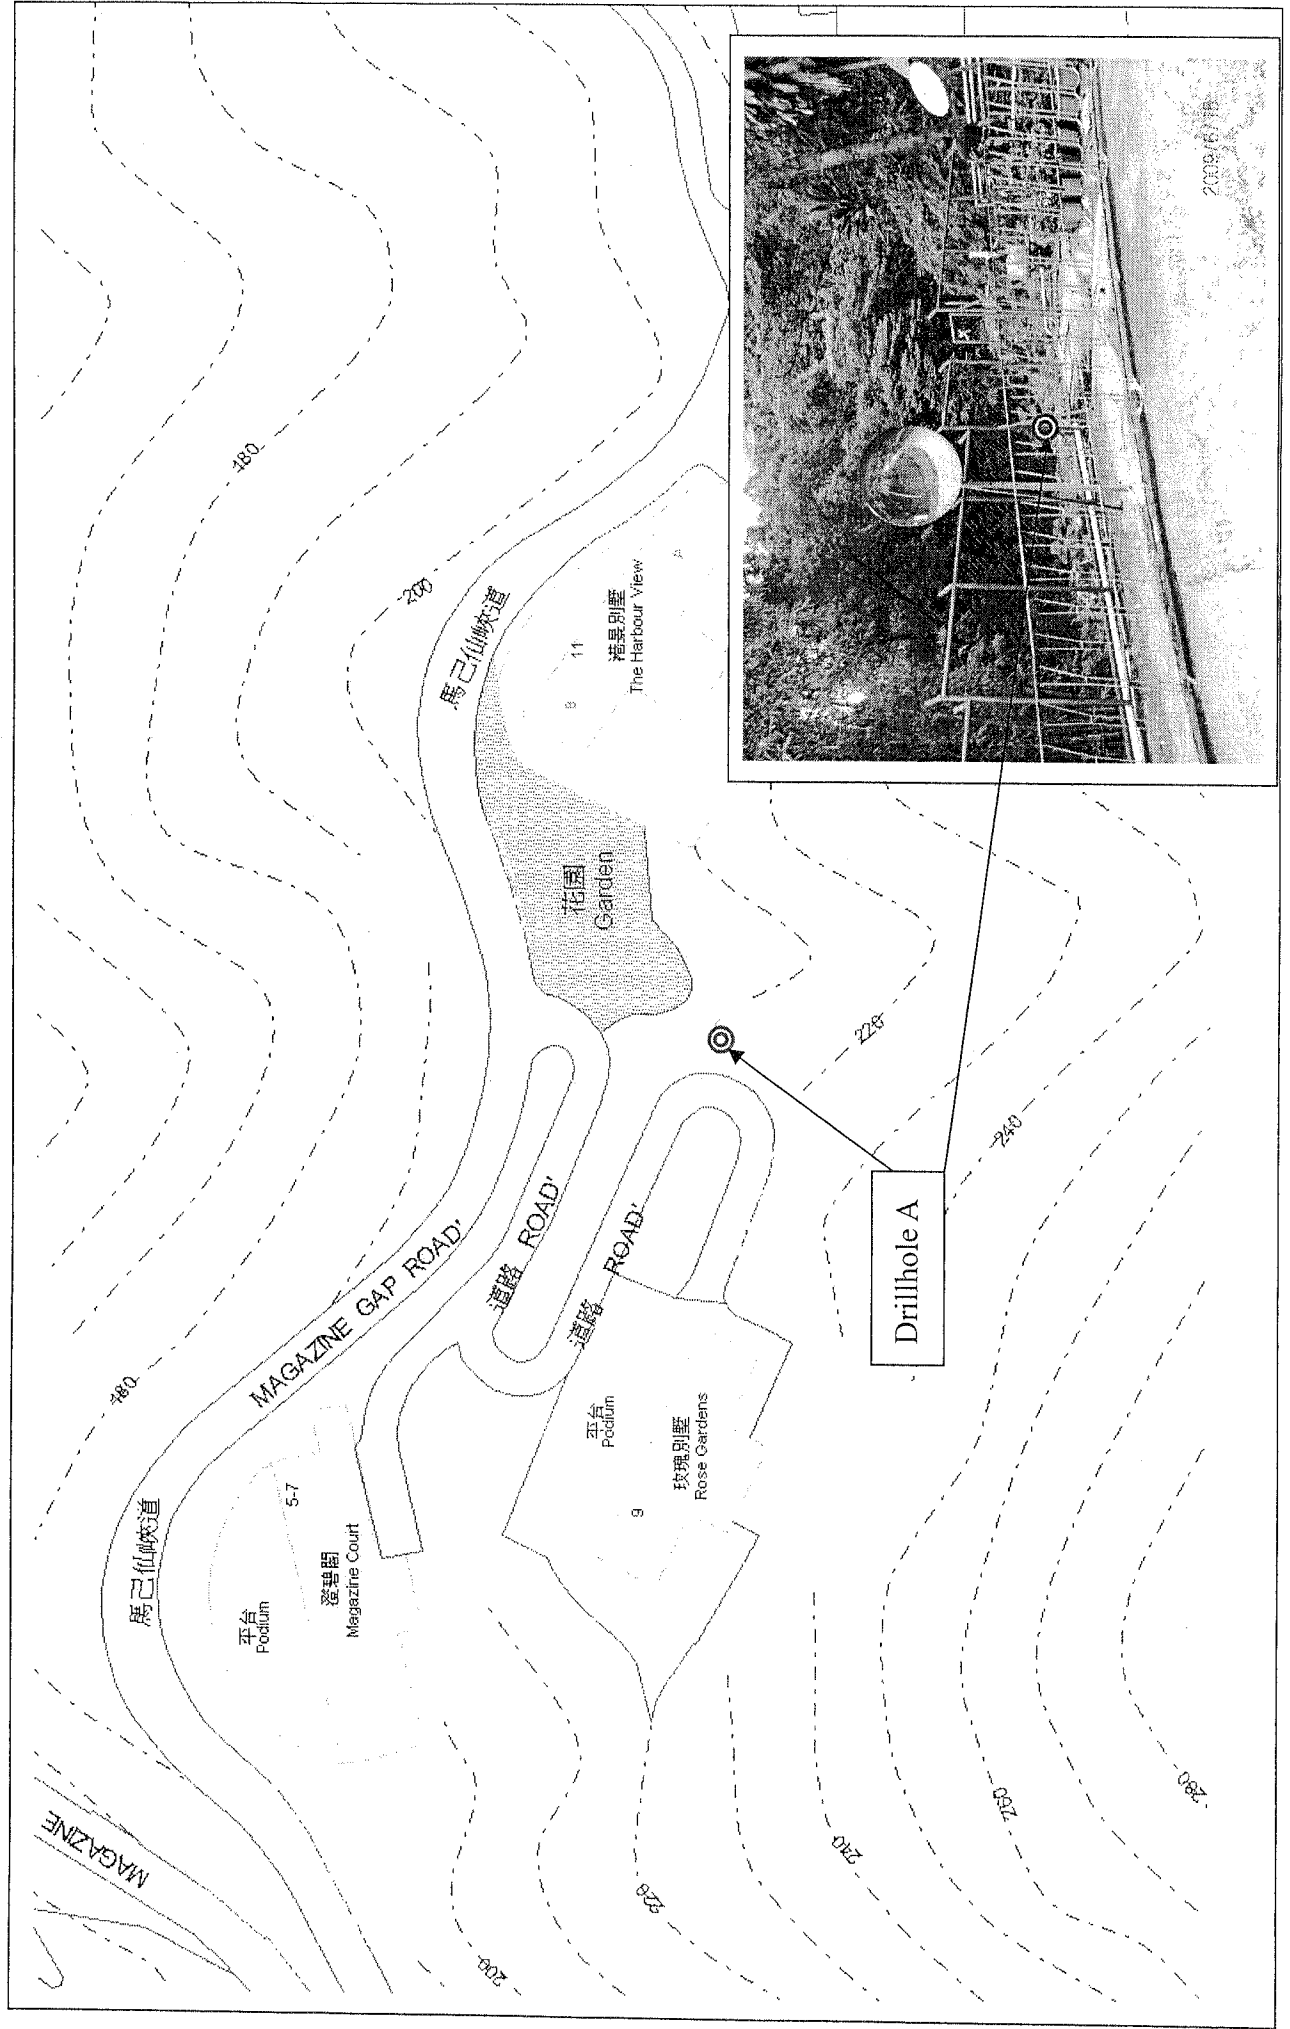 MAGAZINE
馬己仙峽道
180
180
平台
Podium
5-7
澄碧閣
Magazine Court
MAGAZINE GAP ROAD
200
馬己仙峽道
200
道路 ROAD
花園
Garden
8
11
港景別墅
The Harbour View
A
道路 ROAD
平台
Podium
9
玫瑰別墅
Rose Gardens
220
220
240
Drillhole A
240
260
280